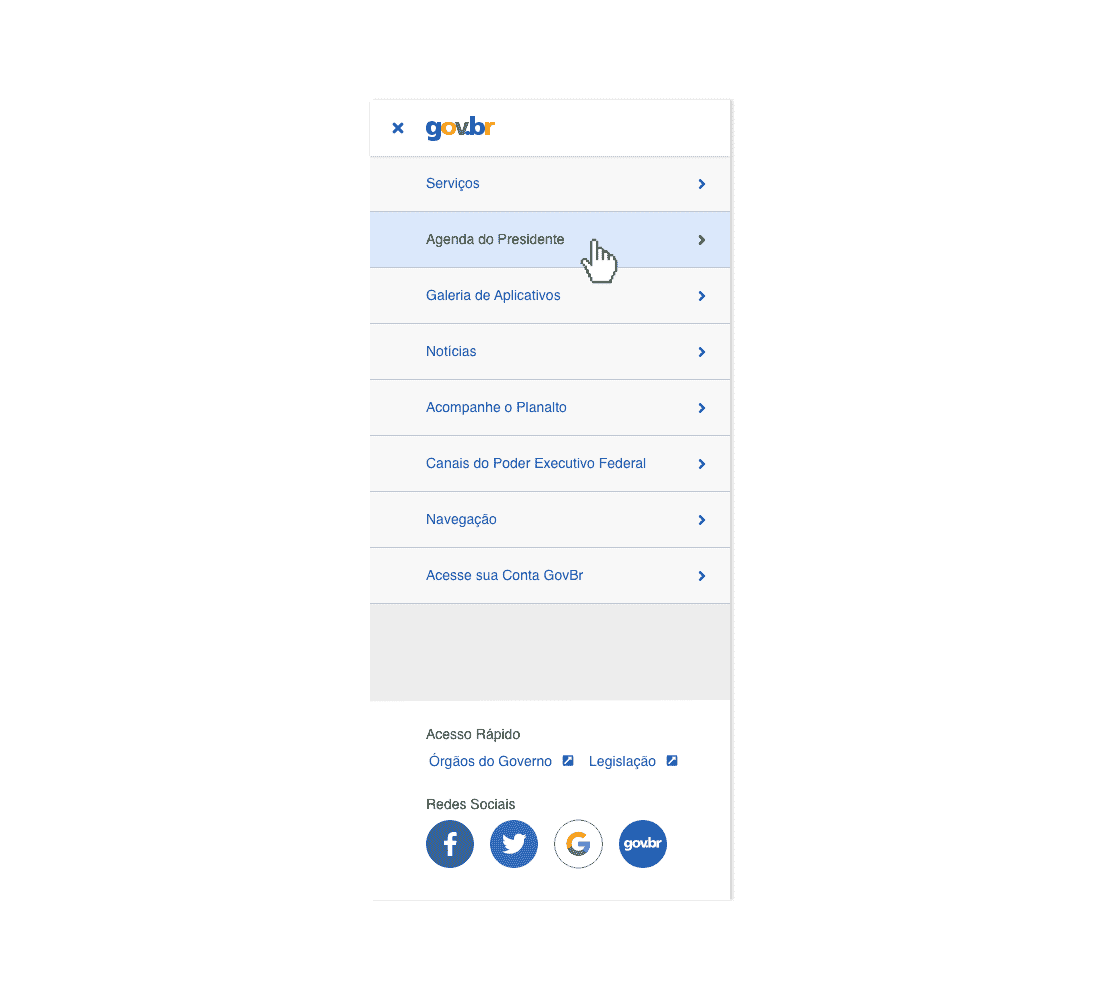 gov.br
Serviços
Agenda do Presidente
Galeria de Aplicativos
Notícias
Acompanhe o Planalto
Canais do Poder Executivo Federal
Navegação
Acesse sua Conta GovBr
Acesso Rápido
Órgãos do Governo Legislação
Redes Sociais
gov.br